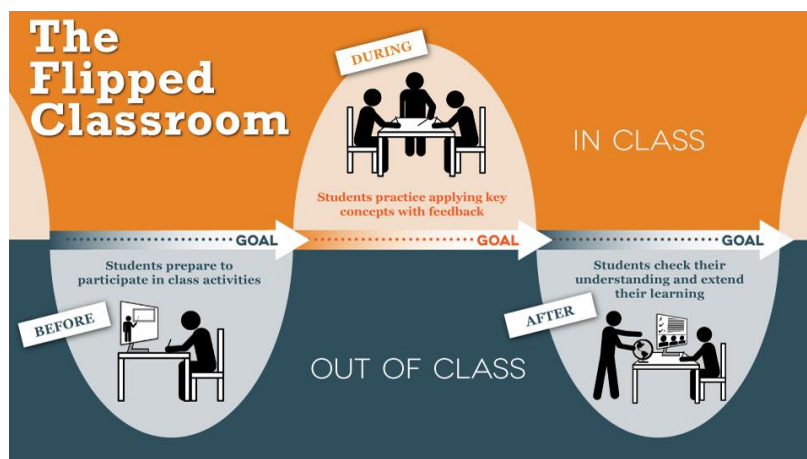 The
Flipped
Classroom
DURING
IN CLASS
Students practice applying key
concepts with feedback
GOAL
GOAL
GOAL
Students prepare to
participate in class activities
BEFORE
Students check their
understanding and extend
their learning
AFTER
OUT OF CLASS